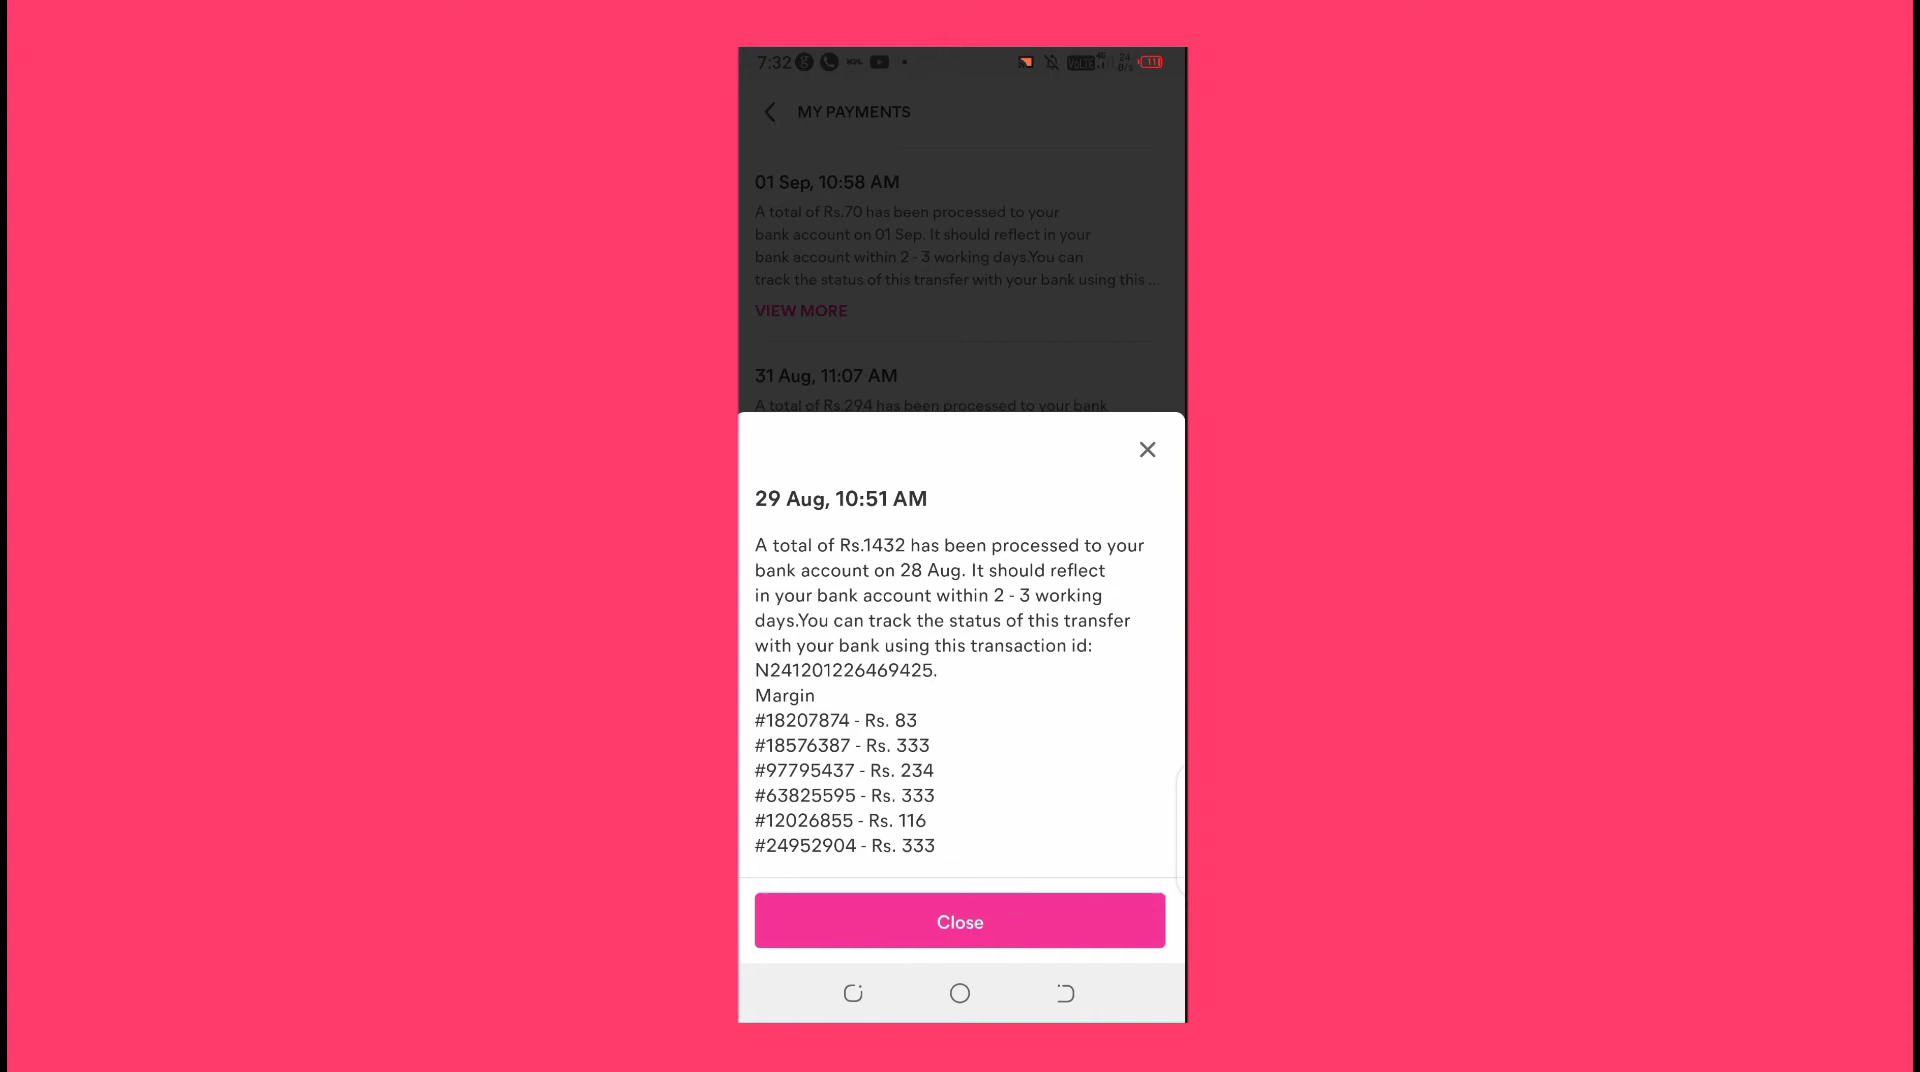 7:32
VoLTE 4G 24 B/s 11
MY PAYMENTS
01 Sep, 10:58 AM
A total of Rs.70 has been processed to your
bank account on 01 Sep. It should reflect in your
bank account within 2 - 3 working days.You can
track the status of this transfer with your bank using this ...
VIEW MORE
31 Aug, 11:07 AM
A total of Rs.294 has been processed to your bank
29 Aug, 10:51 AM
A total of Rs.1432 has been processed to your
bank account on 28 Aug. It should reflect
in your bank account within 2 - 3 working
days.You can track the status of this transfer
with your bank using this transaction id:
N241201226469425.
Margin
#18207874 - Rs. 83
#18576387 - Rs. 333
#97795437 - Rs. 234
#63825595 - Rs. 333
#12026855 - Rs. 116
#24952904 - Rs. 333
Close